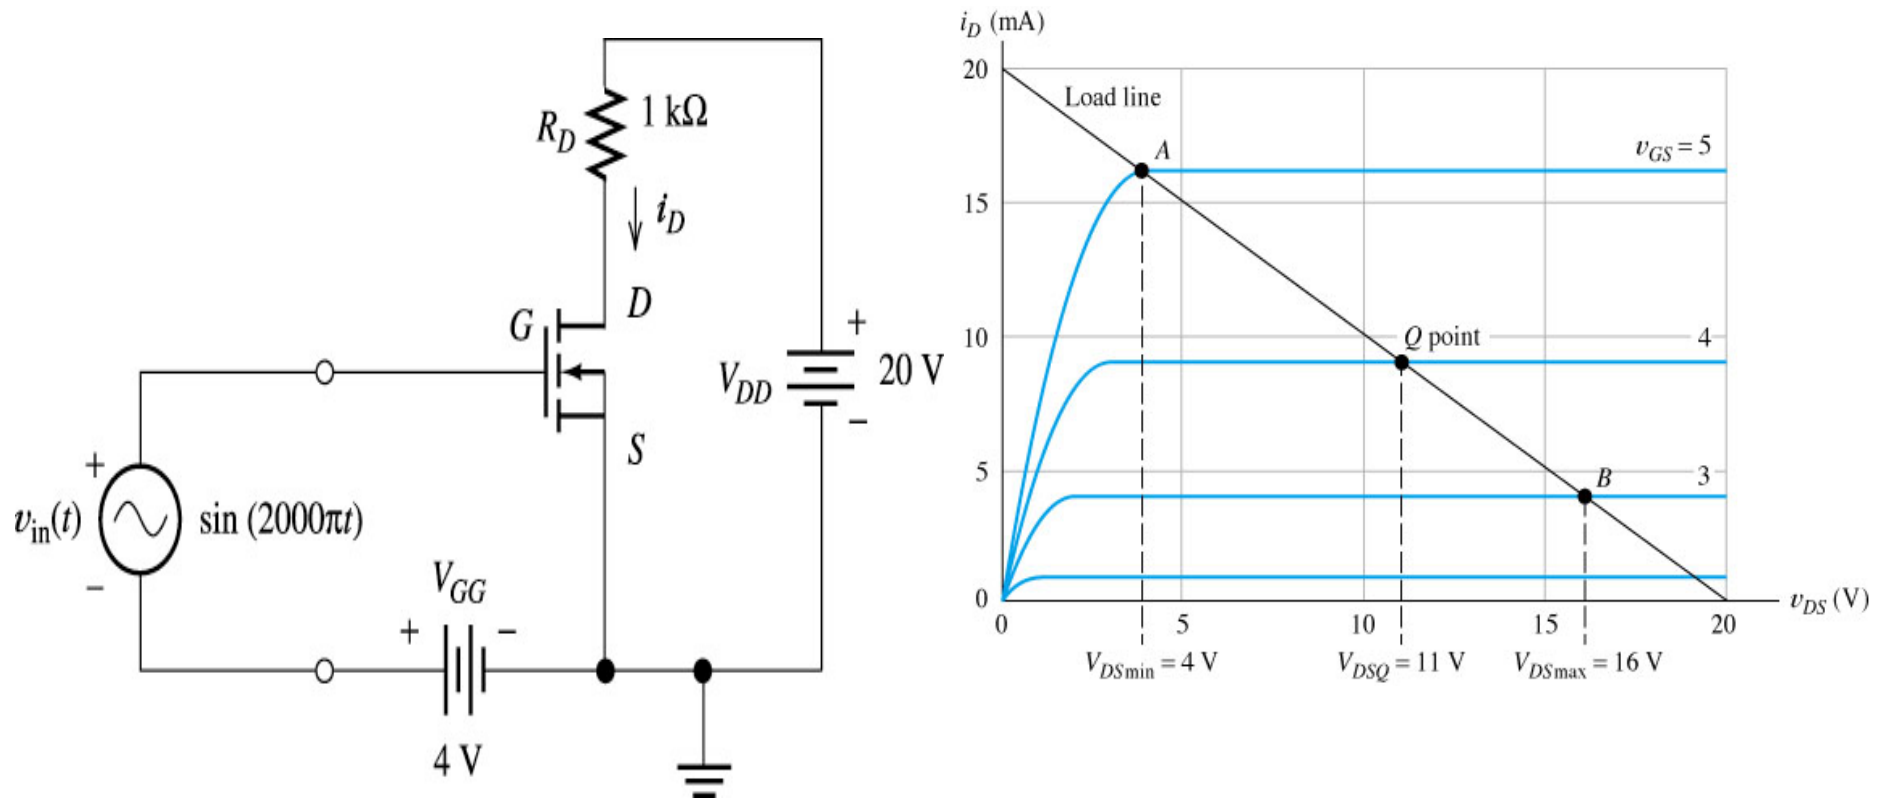 R_D
1 kΩ
i_D
D
G
S
+
V_DD
20 V
−
+
v_in(t)
sin (2000πt)
−
V_GG
+
−
4 V
i_D (mA)
20
Load line
A
v_GS = 5
15
10
Q point
4
5
B
3
0
v_DS (V)
0
5
10
15
20
V_DSmin = 4 V
V_DSQ = 11 V
V_DSmax = 16 V